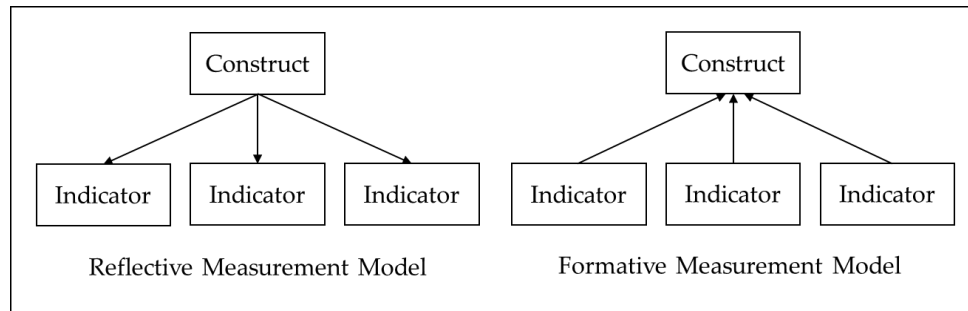 Construct
Construct
Indicator
Indicator
Indicator
Indicator
Indicator
Indicator
Reflective Measurement Model
Formative Measurement Model